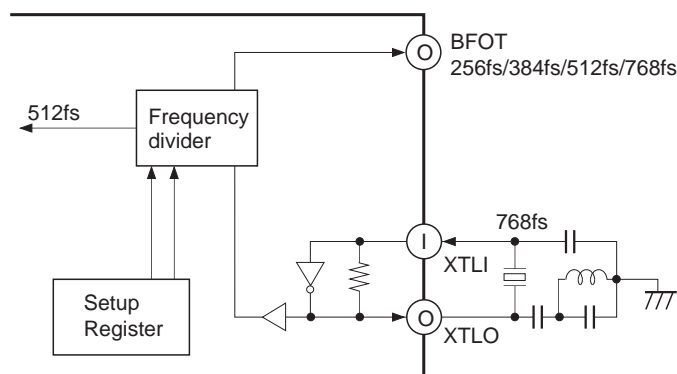 O
BFOT
256fs/384fs/512fs/768fs
512fs
Frequency
divider
768fs
I
XTLI
Setup
Register
O
XTLO